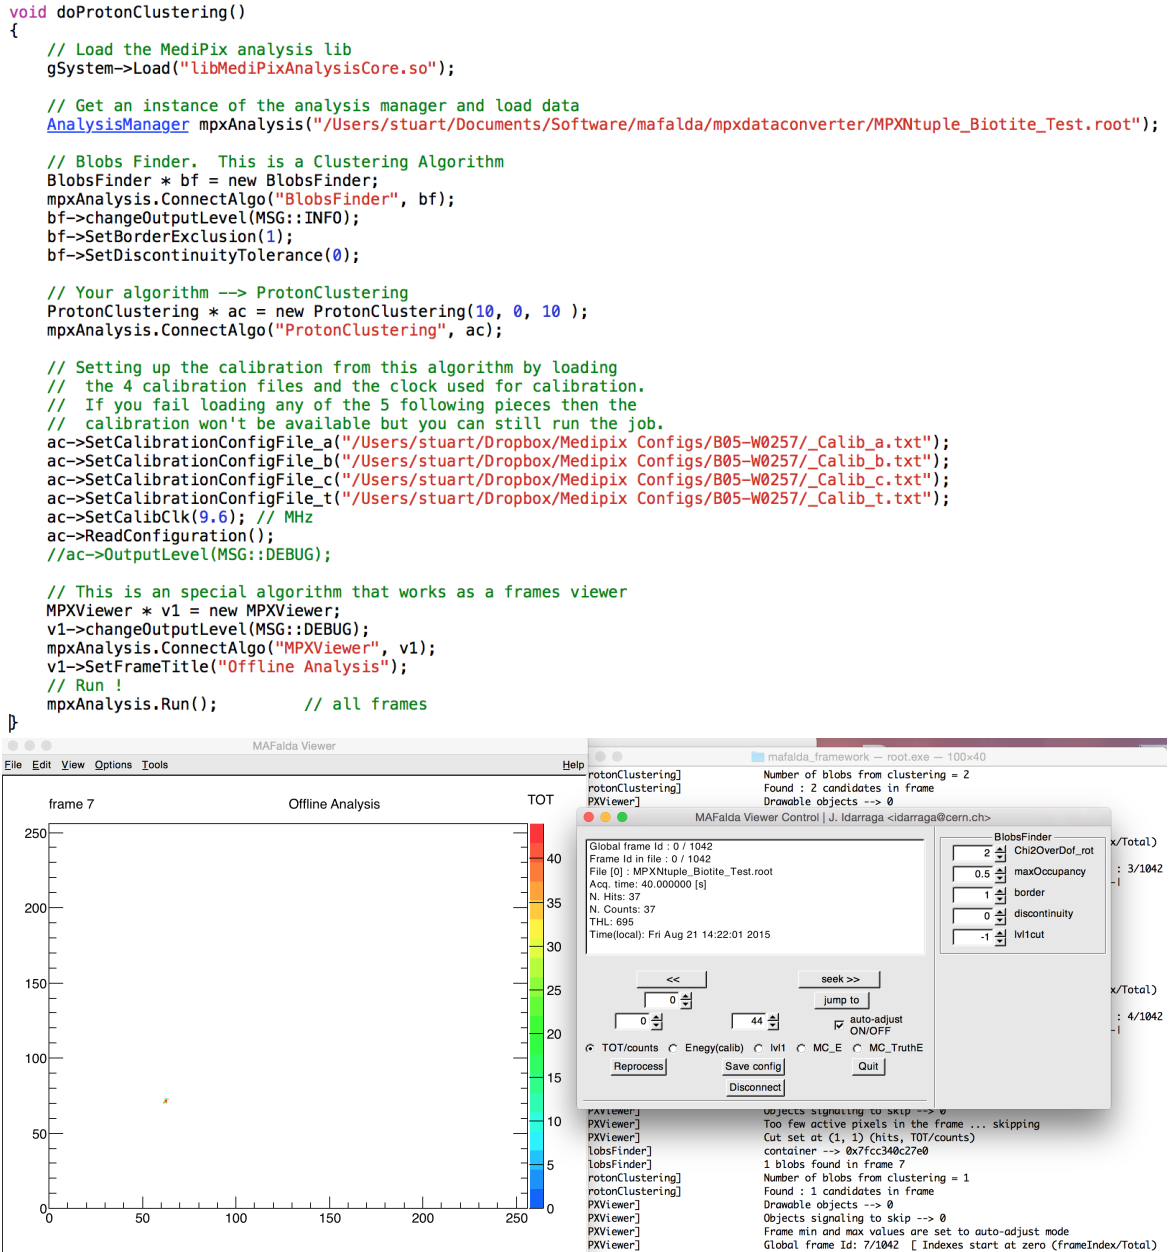 void doProtonClustering()
{
// Load the MediPix analysis lib
gSystem->Load("libMediPixAnalysisCore.so");
// Get an instance of the analysis manager and load data
AnalysisManager mpxAnalysis("/Users/stuart/Documents/Software/mafalda/mpxdataconverter/MPXNtuple_Biotite_Test.root");
// Blobs Finder.  This is a Clustering Algorithm
BlobsFinder * bf = new BlobsFinder;
mpxAnalysis.ConnectAlgo("BlobsFinder", bf);
bf->changeOutputLevel(MSG::INFO);
bf->SetBorderExclusion(1);
bf->SetDiscontinuityTolerance(0);
// Your algorithm --> ProtonClustering
ProtonClustering * ac = new ProtonClustering(10, 0, 10 );
mpxAnalysis.ConnectAlgo("ProtonClustering", ac);
// Setting up the calibration from this algorithm by loading
//  the 4 calibration files and the clock used for calibration.
//  If you fail loading any of the 5 following pieces then the
//  calibration won't be available but you can still run the job.
ac->SetCalibrationConfigFile_a("/Users/stuart/Dropbox/Medipix Configs/B05-W0257/_Calib_a.txt");
ac->SetCalibrationConfigFile_b("/Users/stuart/Dropbox/Medipix Configs/B05-W0257/_Calib_b.txt");
ac->SetCalibrationConfigFile_c("/Users/stuart/Dropbox/Medipix Configs/B05-W0257/_Calib_c.txt");
ac->SetCalibrationConfigFile_t("/Users/stuart/Dropbox/Medipix Configs/B05-W0257/_Calib_t.txt");
ac->SetCalibClk(9.6); // MHz
ac->ReadConfiguration();
//ac->OutputLevel(MSG::DEBUG);
// This is an special algorithm that works as a frames viewer
MPXViewer * v1 = new MPXViewer;
v1->changeOutputLevel(MSG::DEBUG);
mpxAnalysis.ConnectAlgo("MPXViewer", v1);
v1->SetFrameTitle("Offline Analysis");
// Run !
mpxAnalysis.Run();          // all frames
}
MAFalda Viewer
File Edit View Options Tools Help
frame 7
Offline Analysis
TOT
250
200
150
100
50
0
0 50 100 150 200 250
40
35
30
25
20
15
10
5
0
mafalda_framework — root.exe — 100×40
rotonClustering] Number of blobs from clustering = 2
rotonClustering] Found : 2 candidates in frame
PXViewer] Drawable objects --> 0
MAFalda Viewer Control | J. Idarraga <idarraga@cern.ch>
Global frame Id : 0 / 1042
Frame Id in file : 0 / 1042
File [0] : MPXNtuple_Biotite_Test.root
Acq. time: 40.000000 [s]
N. Hits: 37
N. Counts: 37
THL: 695
Time(local): Fri Aug 21 14:22:01 2015
BlobsFinder
2 Chi2OverDof_rot
0.5 maxOccupancy
1 border
0 discontinuity
-1 lvl1cut
<< seek >>
0 jump to
0 44 auto-adjust
ON/OFF
TOT/counts Enegy(calib) lvl1 MC_E MC_TruthE
Reprocess Save config Quit
Disconnect
x/Total)
: 3/1042
-|
x/Total)
: 4/1042
-|
PXViewer] Objects signaling to skip --> 0
PXViewer] Too few active pixels in the frame ... skipping
PXViewer] Cut set at (1, 1) (hits, TOT/counts)
lobsFinder] container --> 0x7fcc340c27e0
lobsFinder] 1 blobs found in frame 7
rotonClustering] Number of blobs from clustering = 1
rotonClustering] Found : 1 candidates in frame
PXViewer] Drawable objects --> 0
PXViewer] Objects signaling to skip --> 0
PXViewer] Frame min and max values are set to auto-adjust mode
PXViewer] Global frame Id: 7/1042  [ Indexes start at zero (frameIndex/Total)